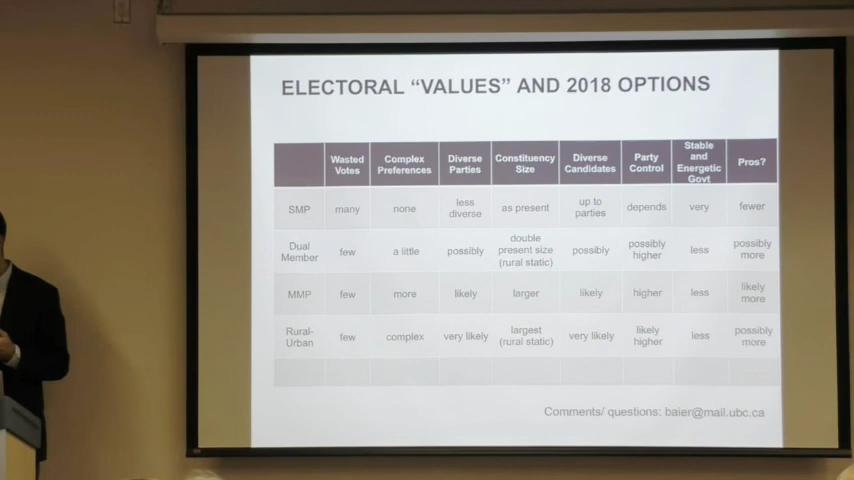 ELECTORAL “VALUES” AND 2018 OPTIONS
Wasted Votes Complex Preferences Diverse Parties Constituency Size Diverse Candidates Party Control Stable and Energetic Govt Pros?
SMP many none less diverse as present up to parties depends very fewer
Dual Member few a little possibly double present size (rural static) possibly possibly higher less possibly more
MMP few more likely larger likely higher less likely more
Rural-Urban few complex very likely largest (rural static) very likely likely higher less possibly more
Comments/ questions: baier@mail.ubc.ca